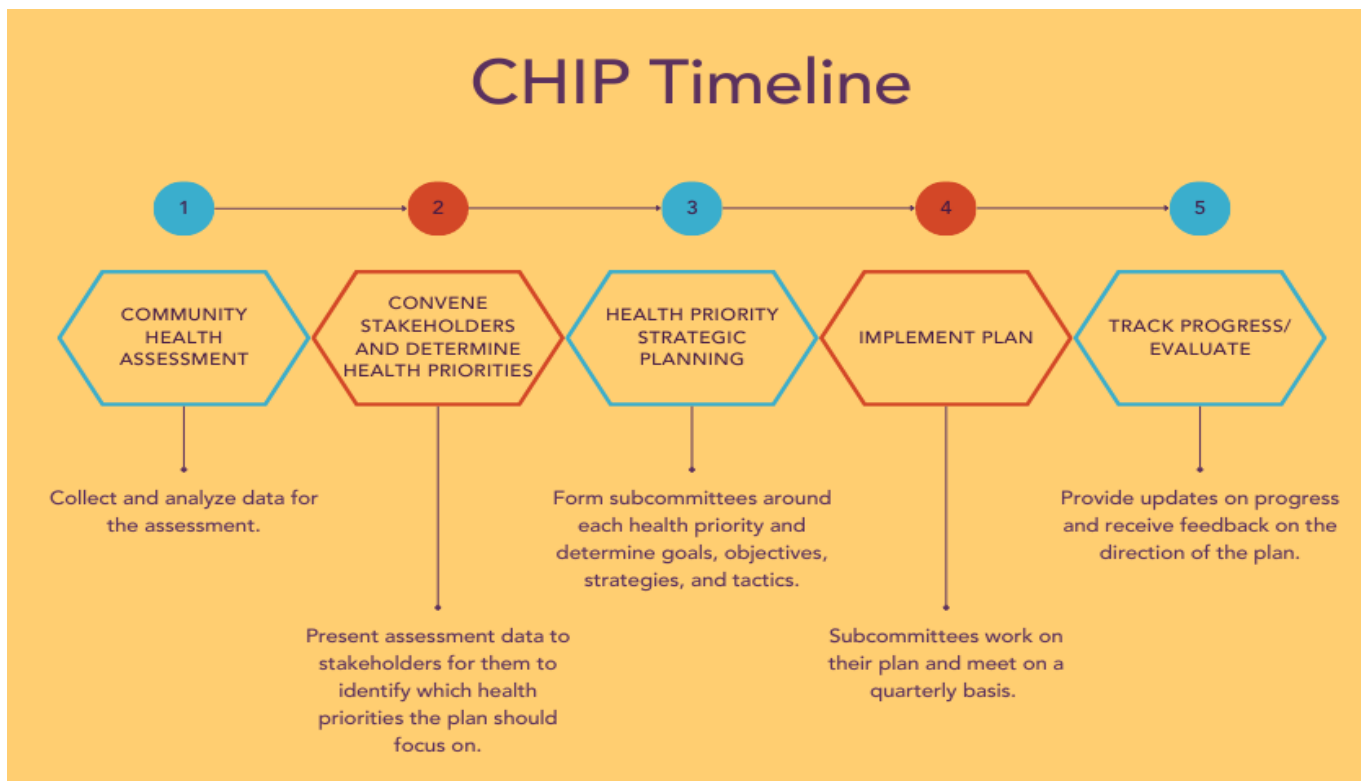 CHIP Timeline
1
2
3
4
5
COMMUNITY
HEALTH
ASSESSMENT
CONVENE
STAKEHOLDERS
AND DETERMINE
HEALTH PRIORITIES
HEALTH PRIORITY
STRATEGIC
PLANNING
IMPLEMENT PLAN
TRACK PROGRESS/
EVALUATE
Collect and analyze data for
the assessment.
Present assessment data to
stakeholders for them to
identify which health
priorities the plan should
focus on.
Form subcommittees around
each health priority and
determine goals, objectives,
strategies, and tactics.
Subcommittees work on
their plan and meet on a
quarterly basis.
Provide updates on progress
and receive feedback on the
direction of the plan.